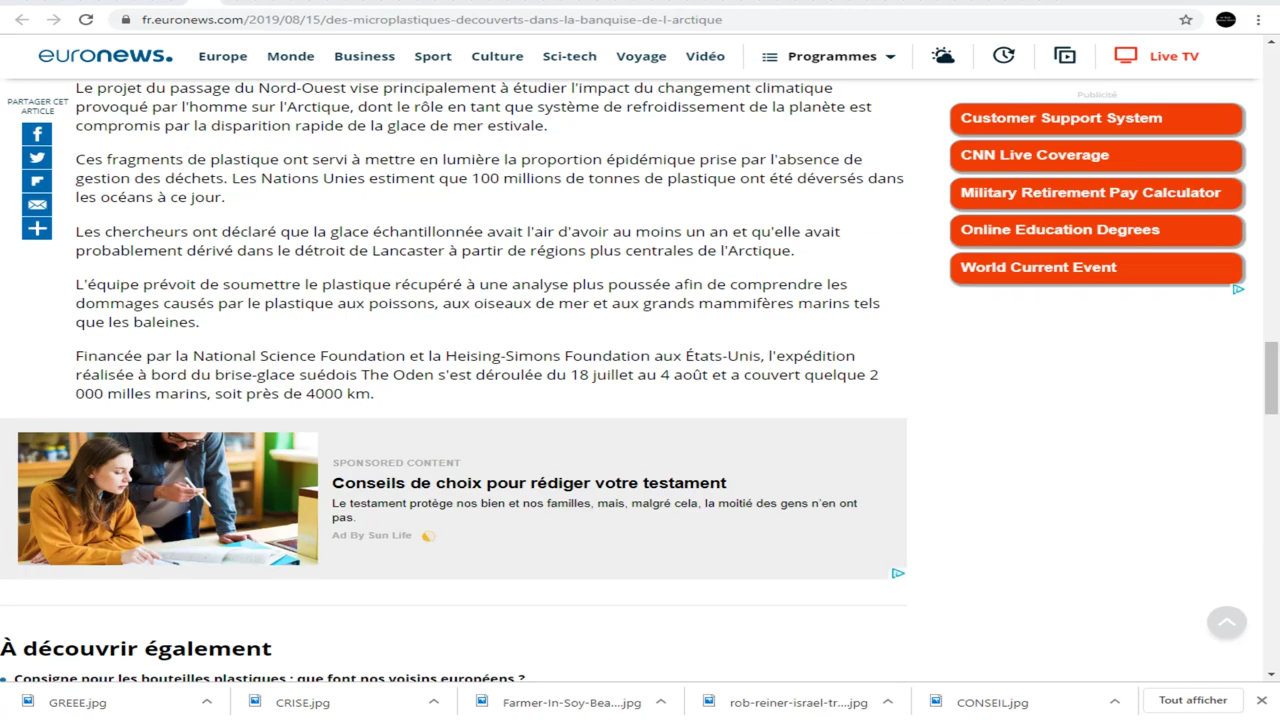 fr.euronews.com/2019/08/15/des-microplastiques-decouverts-dans-la-banquise-de-l-arctique
euronews.
Europe Monde Business Sport Culture Sci-tech Voyage Vidéo Programmes Live TV
PARTAGER CET
ARTICLE
Le projet du passage du Nord-Ouest vise principalement à étudier l'impact du changement climatique
provoqué par l'homme sur l'Arctique, dont le rôle en tant que système de refroidissement de la planète est
compromis par la disparition rapide de la glace de mer estivale.
Ces fragments de plastique ont servi à mettre en lumière la proportion épidémique prise par l'absence de
gestion des déchets. Les Nations Unies estiment que 100 millions de tonnes de plastique ont été déversés dans
les océans à ce jour.
Les chercheurs ont déclaré que la glace échantillonnée avait l'air d'avoir au moins un an et qu'elle avait
probablement dérivé dans le détroit de Lancaster à partir de régions plus centrales de l'Arctique.
L'équipe prévoit de soumettre le plastique récupéré à une analyse plus poussée afin de comprendre les
dommages causés par le plastique aux poissons, aux oiseaux de mer et aux grands mammifères marins tels
que les baleines.
Financée par la National Science Foundation et la Heising-Simons Foundation aux États-Unis, l'expédition
réalisée à bord du brise-glace suédois The Oden s'est déroulée du 18 juillet au 4 août et a couvert quelque 2
000 milles marins, soit près de 4000 km.
Publicité
Customer Support System
CNN Live Coverage
Military Retirement Pay Calculator
Online Education Degrees
World Current Event
SPONSORED CONTENT
Conseils de choix pour rédiger votre testament
Le testament protège nos bien et nos familles, mais, malgré cela, la moitié des gens n'en ont
pas.
Ad By Sun Life
À découvrir également
Consigne pour les bouteilles plastiques : que font nos voisins européens ?
GREEE.jpg
CRISE.jpg
Farmer-In-Soy-Bea....jpg
rob-reiner-israel-tr....jpg
CONSEIL.jpg
Tout afficher